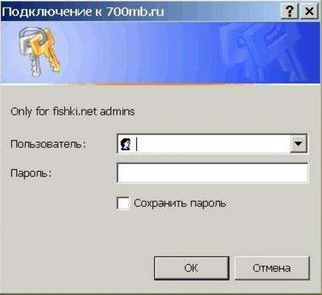 Подключение к 700mb.ru
Only for fishki.net admins
Пользователь:
Пароль:
Сохранить пароль
ОК
Отмена